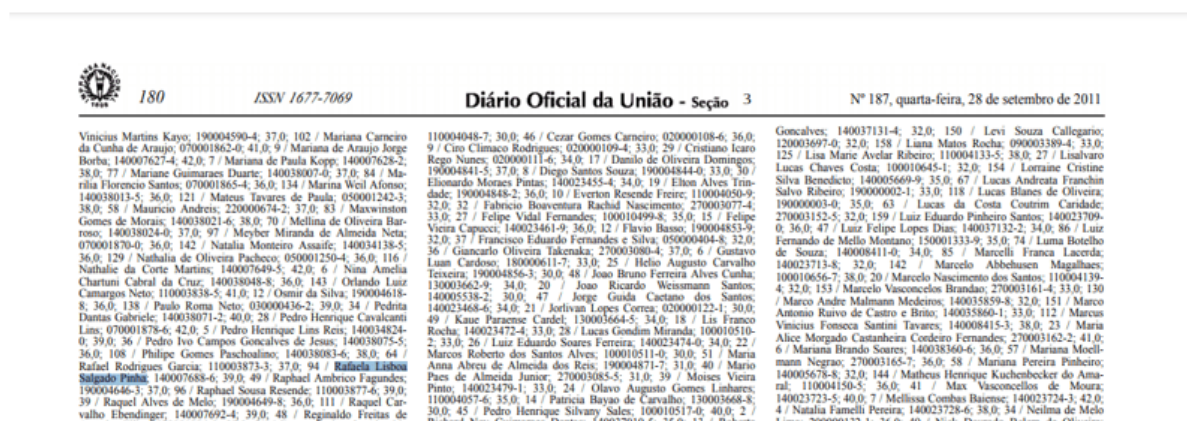 180 ISSN 1677-7069 Diário Oficial da União - Seção 3 Nº 187, quarta-feira, 28 de setembro de 2011
Vinicius Martins Kayo; 190004590-4; 37,0; 102 / Mariana Carneiro
da Cunha de Araujo; 070001862-0; 41,0; 9 / Mariana de Araujo Jorge
Borba; 140007627-4; 42,0; 7 / Mariana de Paula Kopp; 140007628-2;
38,0; 77 / Mariane Guimaraes Duarte; 140038007-0; 37,0; 84 / Ma-
rilia Florencio Santos; 070001865-4; 36,0; 134 / Marina Weil Afonso;
140038013-5; 36,0; 121 / Mateus Tavares de Paula; 050001242-3;
38,0; 58 / Mauricio Andreis; 220000674-2; 37,0; 83 / Maxwinston
Gomes de Morais; 140038021-6; 38,0; 70 / Mellina de Oliveira Bar-
roso; 140038024-0; 37,0; 97 / Meyber Miranda de Almeida Neta;
070001870-0; 36,0; 142 / Natalia Monteiro Assaife; 140034138-5;
36,0; 129 / Nathalia de Oliveira Pacheco; 0500001250-4; 36,0; 116 /
Nathalie da Corte Martins; 140007649-5; 42,0; 6 / Nina Amelia
Chartuni Cabral da Cruz; 140038048-8; 36,0; 143 / Orlando Luiz
Camargos Neto; 110003838-5; 41,0; 12 / Osmir da Silva; 190004618-
8; 36,0; 138 / Paulo Roma Neto; 030000436-2; 39,0; 34 / Pedrita
Dantas Gabriele; 140038071-2; 40,0; 28 / Pedro Henrique Cavalcanti
Lins; 070001878-6; 42,0; 5 / Pedro Henrique Lins Reis; 140034824-
0; 39,0; 36 / Pedro Ivo Campos Goncalves de Jesus; 140038075-5;
36,0; 108 / Philipe Gomes Paschoalino; 140038083-6; 38,0; 64 /
Rafael Rodrigues Garcia; 110003873-3; 37,0; 94 / Rafaela Lisboa
Salgado Pinha; 140007688-6; 39,0; 49 / Raphael Ambrico Fagundes;
190004646-3; 37,0; 96 / Raphael Sousa Resende; 110003877-6; 39,0;
39 / Raquel Alves de Melo; 190004649-8; 36,0; 111 / Raquel Car-
valho Ebendinger; 140007692-4; 39,0; 48 / Reginaldo Freitas de
110004048-7; 30,0; 46 / Cezar Gomes Carneiro; 020000108-6; 36,0;
9 / Ciro Climaco Rodrigues; 020000109-4; 33,0; 29 / Cristiano Icaro
Rego Nunes; 020000111-6; 34,0; 17 / Danilo de Oliveira Domingos;
190004841-5; 37,0; 8 / Diego Santos Souza; 190004844-0; 33,0; 30 /
Elionardo Moraes Pintas; 140023455-4; 34,0; 19 / Elton Alves Trin-
dade; 190004848-2; 36,0; 10 / Everton Resende Freire; 110004050-9;
32,0; 32 / Fabricio Boaventura Rachid Nascimento; 270003077-4;
33,0; 27 / Felipe Vidal Fernandes; 100010499-8; 35,0; 15 / Felipe
Vieira Capucci; 140023461-9; 36,0; 12 / Flavio Basso; 190004853-9;
32,0; 37 / Francisco Eduardo Fernandes e Silva; 050000404-8; 32,0;
36 / Giancarlo Oliveira Takenaka; 270003080-4; 37,0; 6 / Gustavo
Luan Cardoso; 180000611-7; 33,0; 25 / Helio Augusto Carvalho
Teixeira; 190004856-3; 30,0; 48 / Joao Bruno Ferreira Alves Cunha;
130003662-9; 34,0; 20 / Joao Ricardo Weissmann Santos;
140005538-2; 30,0; 47 / Jorge Guida Caetano dos Santos;
140023468-6; 34,0; 21 / Jorlivan Lopes Correa; 020000122-1; 30,0;
49 / Kaue Paraense Cardel; 130003664-5; 34,0; 18 / Lis Franco
Rocha; 140023472-4; 33,0; 28 / Lucas Gondim Miranda; 100010510-
2; 33,0; 26 / Luiz Eduardo Soares Ferreira; 140023474-0; 34,0; 22 /
Marcos Roberto dos Santos Alves; 100010511-0; 30,0; 51 / Maria
Anna Abreu de Almeida dos Reis; 190004871-7; 31,0; 40 / Mario
Paes de Almeida Junior; 270003085-5; 31,0; 39 / Moises Vieira
Pinto; 140023479-1; 33,0; 24 / Olavo Augusto Gomes Linhares;
110004057-6; 35,0; 14 / Patricia Bayao de Carvalho; 130003668-8;
30,0; 45 / Pedro Henrique Silvany Sales; 100010517-0; 40,0; 2 /
Goncalves; 140037131-4; 32,0; 150 / Levi Souza Callegario;
120003697-0; 32,0; 158 / Liana Matos Rocha; 090003389-4; 33,0;
125 / Lisa Marie Avelar Ribeiro; 110004133-5; 38,0; 27 / Lisalvaro
Lucas Chaves Costa; 100010645-1; 32,0; 154 / Lorraine Cristine
Silva Benedicto; 140005669-9; 35,0; 67 / Lucas Andreata Franchin
Salvo Ribeiro; 190000002-1; 33,0; 118 / Lucas Blanes de Oliveira;
190000003-0; 35,0; 63 / Lucas da Costa Coutrim Caridade;
270003152-5; 32,0; 159 / Luiz Eduardo Pinheiro Santos; 140023709-
0; 36,0; 47 / Luiz Felipe Lopes Dias; 140037132-2; 34,0; 86 / Luiz
Fernando de Mello Montano; 150001333-9; 35,0; 74 / Luma Botelho
de Souza; 140008411-0; 34,0; 85 / Marcelli Franca Lacerda;
140023713-8; 32,0; 142 / Marcelo Abbehusen Magalhaes;
100010656-7; 38,0; 20 / Marcelo Nascimento dos Santos; 110004139-
4; 32,0; 153 / Marcelo Vasconcelos Brandao; 270003161-4; 33,0; 130
/ Marco Andre Malmann Medeiros; 140035859-8; 32,0; 151 / Marco
Antonio Ruivo de Castro e Brito; 140035860-1; 33,0; 112 / Marcus
Vinicius Fonseca Santini Tavares; 140008415-3; 38,0; 23 / Maria
Alice Morgado Castanheira Cordeiro Fernandes; 270003162-2; 41,0;
6 / Mariana Brando Soares; 140038360-6; 36,0; 57 / Mariana Moell-
mann Negrao; 270003165-7; 36,0; 58 / Mariana Pereira Pinheiro;
140005678-8; 32,0; 144 / Matheus Henrique Kuchenbecker do Ama-
ral; 110004150-5; 36,0; 41 / Max Vasconcellos de Moura;
140023723-5; 40,0; 7 / Mellissa Combas Baiense; 140023724-3; 42,0;
4 / Natalia Famelli Pereira; 140023728-6; 38,0; 34 / Neilma de Melo